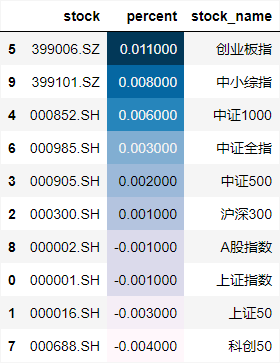 stock percent stock_name
5 399006.SZ 0.011000 创业板指
9 399101.SZ 0.008000 中小综指
4 000852.SH 0.006000 中证1000
6 000985.SH 0.003000 中证全指
3 000905.SH 0.002000 中证500
2 000300.SH 0.001000 沪深300
8 000002.SH -0.001000 A股指数
0 000001.SH -0.001000 上证指数
1 000016.SH -0.003000 上证50
7 000688.SH -0.004000 科创50